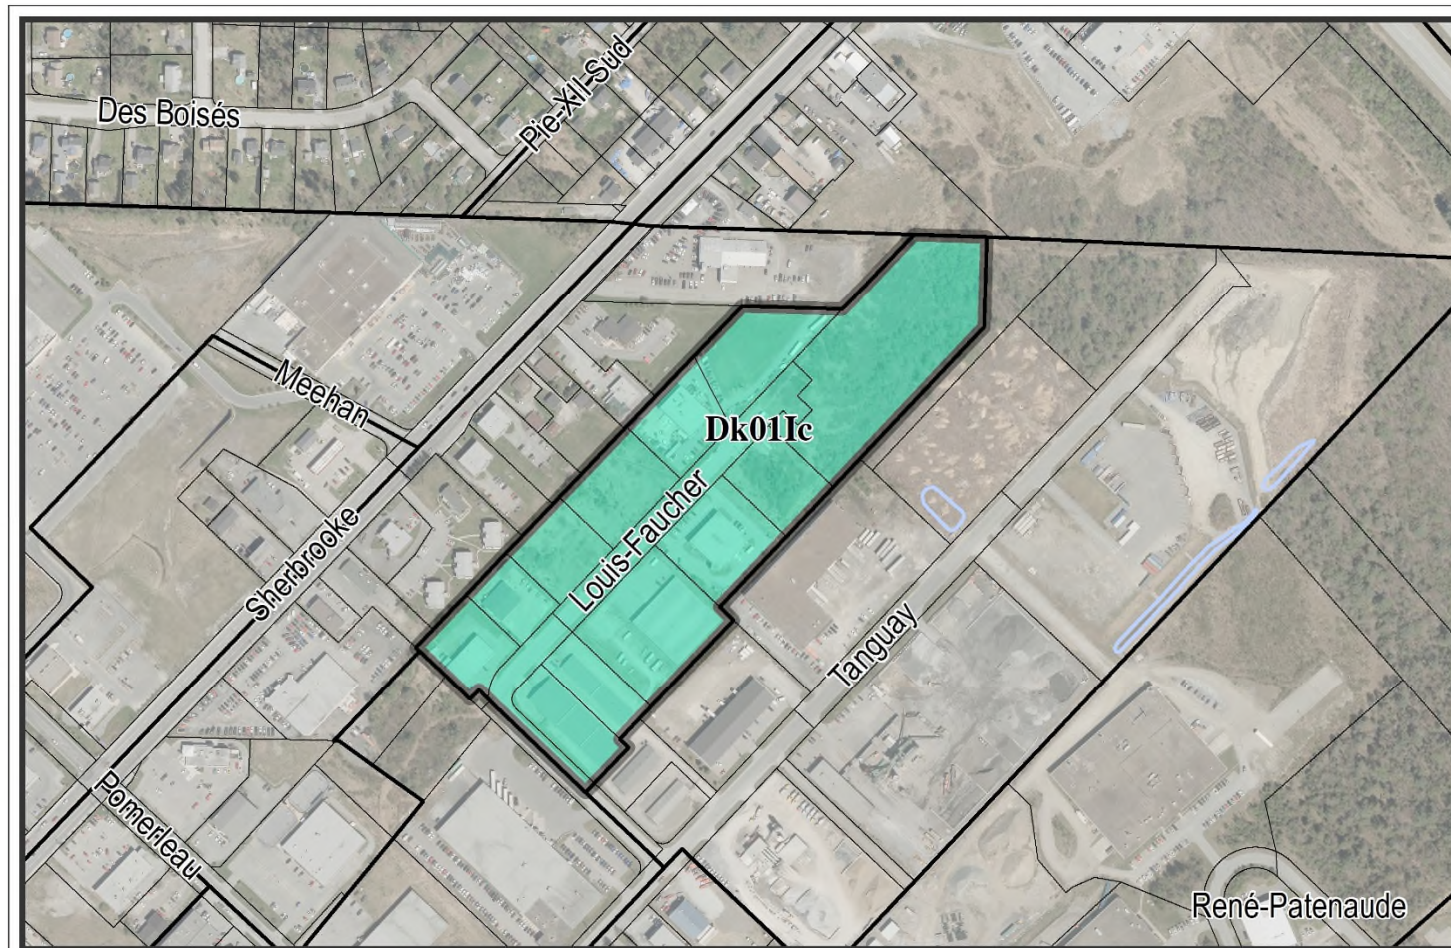 Des Boisés
Pie-XII-Sud
Meehan
Dk01Ic
Louis-Faucher
Sherbrooke
Tanguay
Pomerleau
René-Patenaude